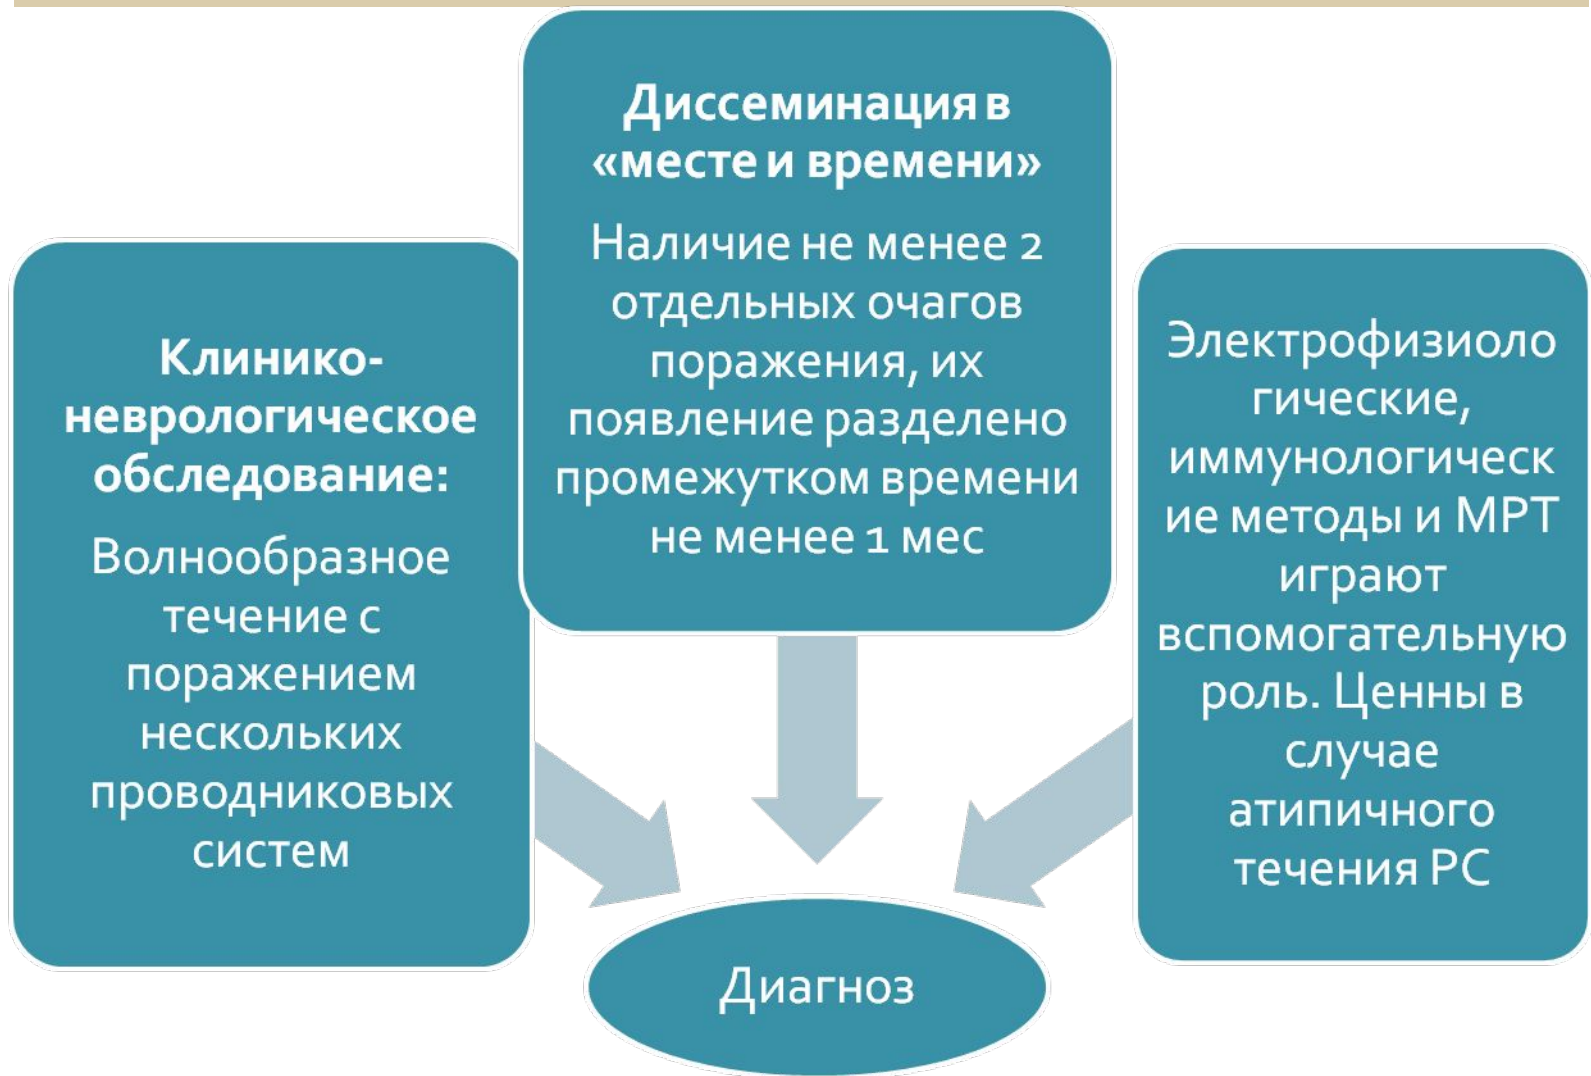 Клинико-
неврологическое
обследование:
Волнообразное
течение с
поражением
нескольких
проводниковых
систем
Диссеминация в
«месте и времени»
Наличие не менее 2
отдельных очагов
поражения, их
появление разделено
промежутком времени
не менее 1 мес
Электрофизиоло
гические,
иммунологическ
ие методы и МРТ
играют
вспомогательную
роль. Ценны в
случае
атипичного
течения РС
Диагноз